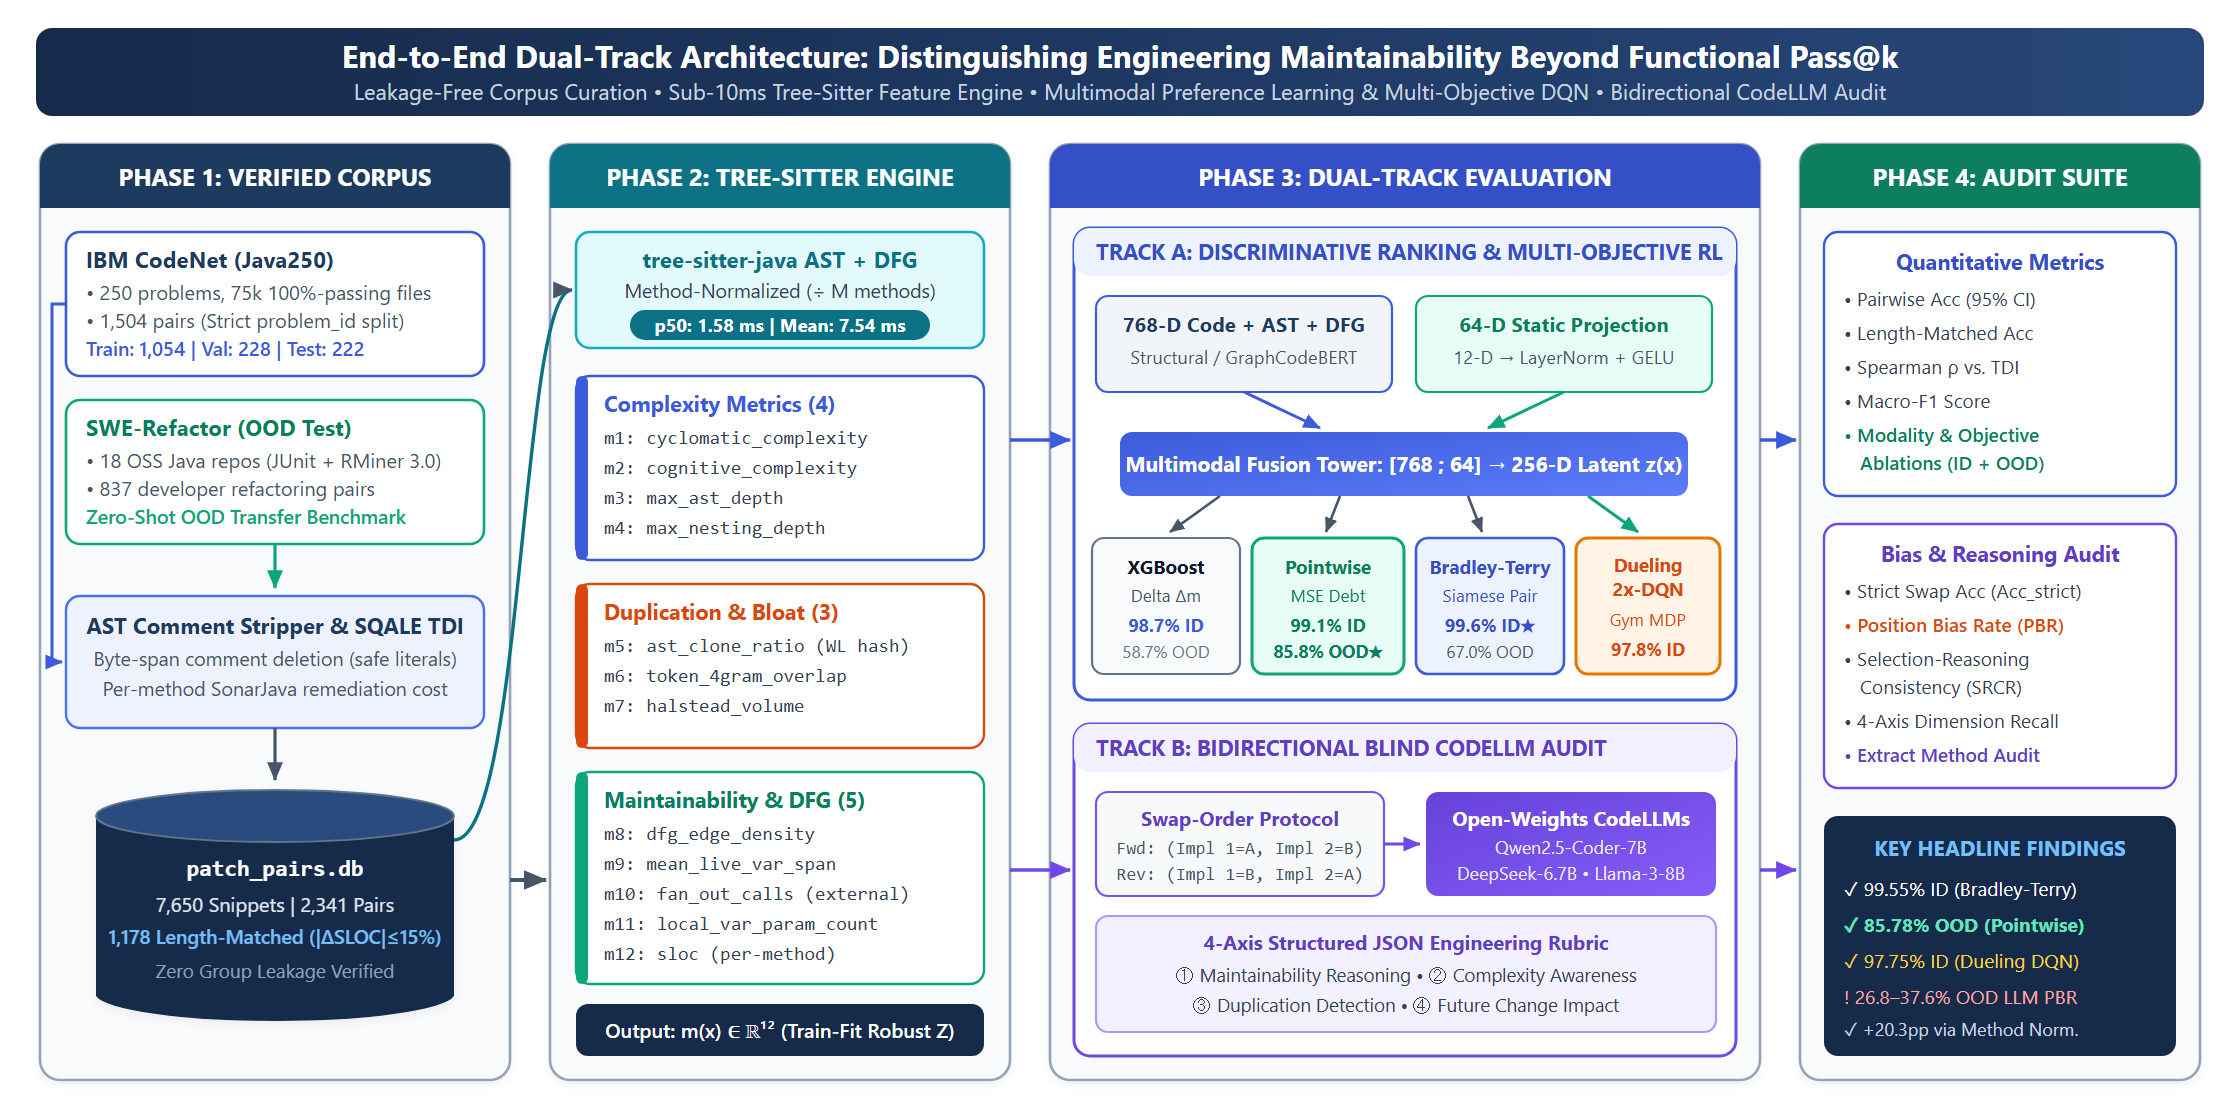 End-to-End Dual-Track Architecture: Distinguishing Engineering Maintainability Beyond Functional Pass@k
Leakage-Free Corpus Curation • Sub-10ms Tree-Sitter Feature Engine • Multimodal Preference Learning & Multi-Objective DQN • Bidirectional CodeLLM Audit
PHASE 1: VERIFIED CORPUS
IBM CodeNet (Java250)
• 250 problems, 75k 100%-passing files
• 1,504 pairs (Strict problem_id split)
Train: 1,054 | Val: 228 | Test: 222
SWE-Refactor (OOD Test)
• 18 OSS Java repos (JUnit + RMiner 3.0)
• 837 developer refactoring pairs
Zero-Shot OOD Transfer Benchmark
AST Comment Stripper & SQALE TDI
Byte-span comment deletion (safe literals)
Per-method SonarJava remediation cost
patch_pairs.db
7,650 Snippets | 2,341 Pairs
1,178 Length-Matched (|ΔSLOC|≤15%)
Zero Group Leakage Verified
PHASE 2: TREE-SITTER ENGINE
tree-sitter-java AST + DFG
Method-Normalized (÷ M methods)
p50: 1.58 ms | Mean: 7.54 ms
Complexity Metrics (4)
m1: cyclomatic_complexity
m2: cognitive_complexity
m3: max_ast_depth
m4: max_nesting_depth
Duplication & Bloat (3)
m5: ast_clone_ratio (WL hash)
m6: token_4gram_overlap
m7: halstead_volume
Maintainability & DFG (5)
m8: dfg_edge_density
m9: mean_live_var_span
m10: fan_out_calls (external)
m11: local_var_param_count
m12: sloc (per-method)
Output: m(x) ∈ ℝ¹² (Train-Fit Robust Z)
PHASE 3: DUAL-TRACK EVALUATION
TRACK A: DISCRIMINATIVE RANKING & MULTI-OBJECTIVE RL
768-D Code + AST + DFG
Structural / GraphCodeBERT
64-D Static Projection
12-D → LayerNorm + GELU
Multimodal Fusion Tower: [768 ; 64] → 256-D Latent z(x)
XGBoost
Delta Δm
98.7% ID
58.7% OOD
Pointwise
MSE Debt
99.1% ID
85.8% OOD★
Bradley-Terry
Siamese Pair
99.6% ID★
67.0% OOD
Dueling
2x-DQN
Gym MDP
97.8% ID
TRACK B: BIDIRECTIONAL BLIND CODELLM AUDIT
Swap-Order Protocol
Fwd: (Impl 1=A, Impl 2=B)
Rev: (Impl 1=B, Impl 2=A)
Open-Weights CodeLLMs
Qwen2.5-Coder-7B
DeepSeek-6.7B • Llama-3-8B
4-Axis Structured JSON Engineering Rubric
① Maintainability Reasoning • ② Complexity Awareness
③ Duplication Detection • ④ Future Change Impact
PHASE 4: AUDIT SUITE
Quantitative Metrics
• Pairwise Acc (95% CI)
• Length-Matched Acc
• Spearman ρ vs. TDI
• Macro-F1 Score
• Modality & Objective
Ablations (ID + OOD)
Bias & Reasoning Audit
• Strict Swap Acc (Acc_strict)
• Position Bias Rate (PBR)
• Selection-Reasoning
Consistency (SRCR)
• 4-Axis Dimension Recall
• Extract Method Audit
KEY HEADLINE FINDINGS
✓ 99.55% ID (Bradley-Terry)
✓ 85.78% OOD (Pointwise)
✓ 97.75% ID (Dueling DQN)
! 26.8–37.6% OOD LLM PBR
✓ +20.3pp via Method Norm.